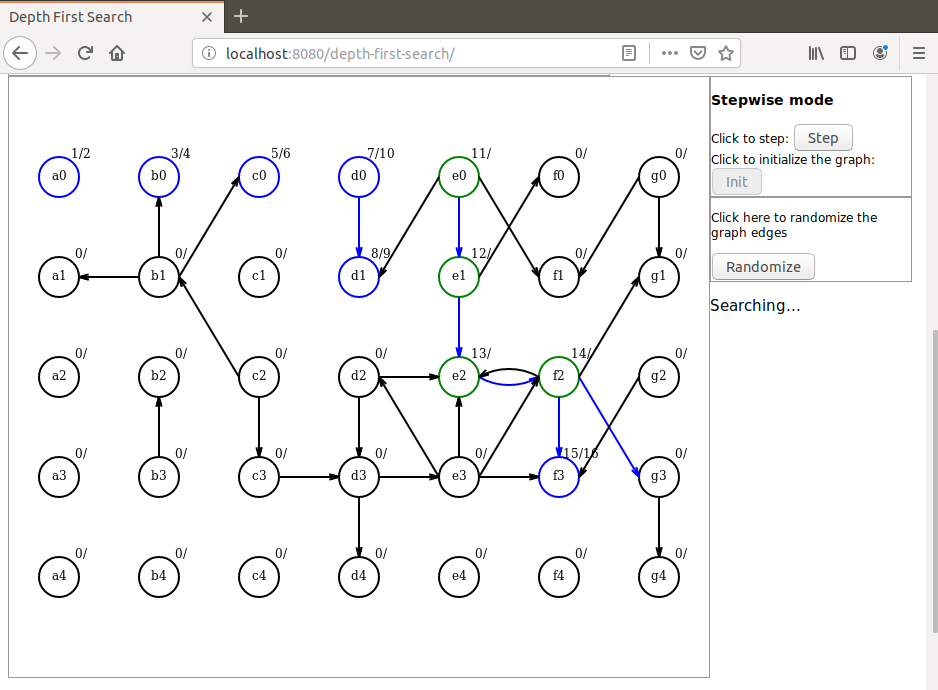 Depth First Search
localhost:8080/depth-first-search/
Stepwise mode
Click to step: Step
Click to initialize the graph:
Init
Click here to randomize the
graph edges
Randomize
Searching...
1/2 3/4 5/6 7/10 11/ 0/ 0/
a0 b0 c0 d0 e0 f0 g0
0/ 0/ 0/ 8/9 12/ 0/ 0/
a1 b1 c1 d1 e1 f1 g1
0/ 0/ 0/ 0/ 13/ 14/ 0/
a2 b2 c2 d2 e2 f2 g2
0/ 0/ 0/ 0/ 0/ 15/16 0/
a3 b3 c3 d3 e3 f3 g3
0/ 0/ 0/ 0/ 0/ 0/ 0/
a4 b4 c4 d4 e4 f4 g4